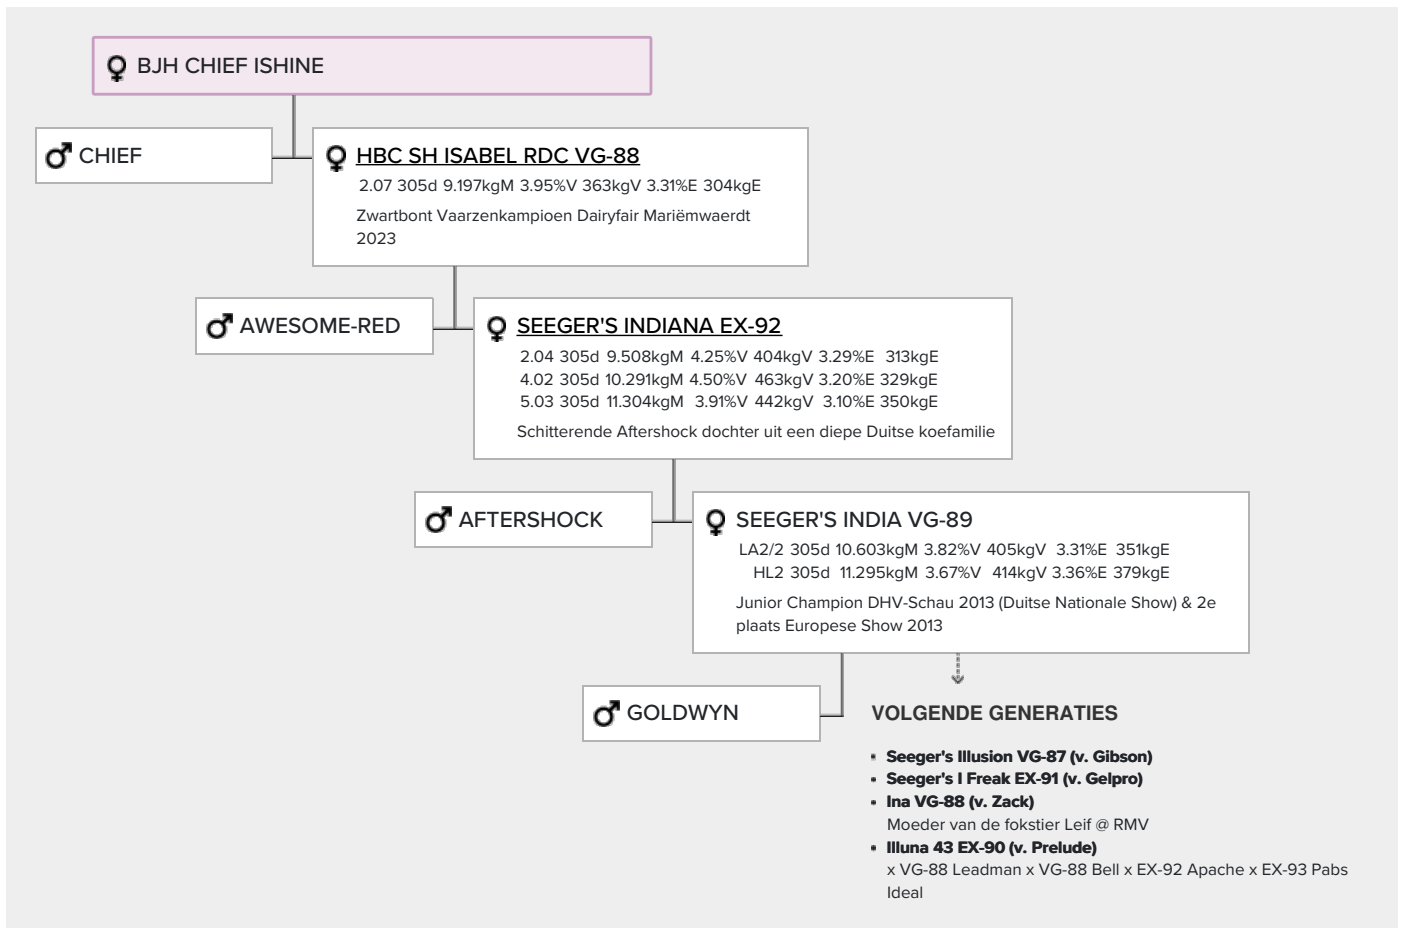 BJH CHIEF ISHINE
CHIEF
HBC SH ISABEL RDC VG-88
2.07 305d 9.197kgM 3.95%V 363kgV 3.31%E 304kgE
Zwartbont Vaarzenkampioen Dairyfair Mariëmwaerdt
2023
AWESOME-RED
SEEGER'S INDIANA EX-92
2.04 305d 9.508kgM 4.25%V 404kgV 3.29%E 313kgE
4.02 305d 10.291kgM 4.50%V 463kgV 3.20%E 329kgE
5.03 305d 11.304kgM 3.91%V 442kgV 3.10%E 350kgE
Schitterende Aftershock dochter uit een diepe Duitse koefamilie
AFTERSHOCK
SEEGER'S INDIA VG-89
LA2/2 305d 10.603kgM 3.82%V 405kgV 3.31%E 351kgE
HL2 305d 11.295kgM 3.67%V 414kgV 3.36%E 379kgE
Junior Champion DHV-Schau 2013 (Duitse Nationale Show) & 2e
plaats Europese Show 2013
GOLDWYN
VOLGENDE GENERATIES
Seeger's Illusion VG-87 (v. Gibson)
Seeger's I Freak EX-91 (v. Gelpro)
Ina VG-88 (v. Zack)
Moeder van de fokstier Leif @ RMV
Illuna 43 EX-90 (v. Prelude)
x VG-88 Leadman x VG-88 Bell x EX-92 Apache x EX-93 Pabs
Ideal